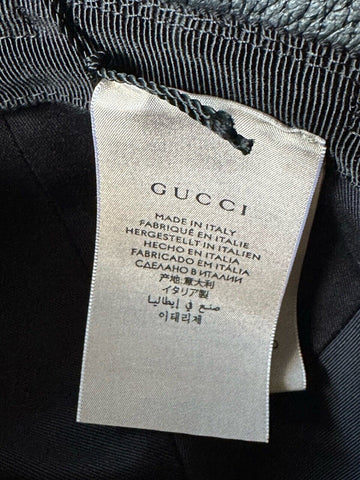 GUCCI
MADE IN ITALY
FABRIQUÉ EN ITALIE
HERGESTELLT IN ITALIEN
HECHO EN ITALIA
FABRICADO EM ITÁLIA
СДЕЛАНО В ИТАЛИИ
产地:意大利
イタリア製
صنع في إيطاليا
이태리제